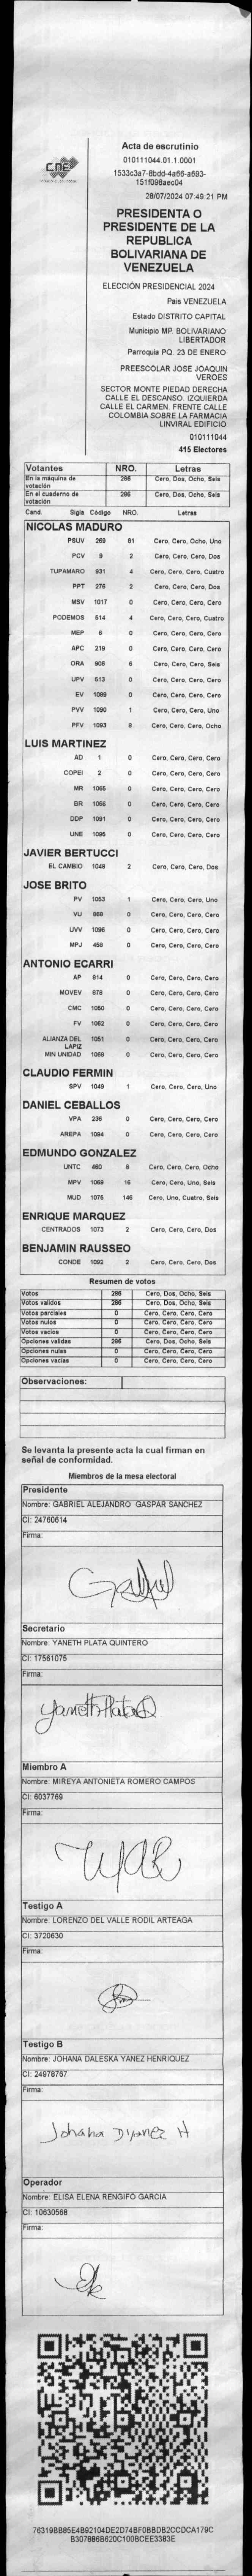 CNE
Acta de escrutinio
010111044.01.1.0001
1533c3a7-8bdd-4a66-a693-
151f098aec04
28/07/2024 07:49:21 PM
PRESIDENTA O
PRESIDENTE DE LA
REPUBLICA
BOLIVARIANA DE
VENEZUELA
ELECCIÓN PRESIDENCIAL 2024
Pais VENEZUELA
Estado DISTRITO CAPITAL
Municipio MP. BOLIVARIANO
LIBERTADOR
Parroquia PQ. 23 DE ENERO
PREESCOLAR JOSE JOAQUIN
VEROES
SECTOR MONTE PIEDAD DERECHA
CALLE EL DESCANSO. IZQUIERDA
CALLE EL CARMEN. FRENTE CALLE
COLOMBIA SOBRE LA FARMACIA
LINVIRAL EDIFICIO
010111044
415 Electores
Votantes NRO. Letras
En la máquina de
votación 286 Cero, Dos, Ocho, Seis
En el cuaderno de
votación 286 Cero, Dos, Ocho, Seis
Cand. Sigla Código NRO. Letras
NICOLAS MADURO
PSUV 269 81 Cero, Cero, Ocho, Uno
PCV 9 2 Cero, Cero, Cero, Dos
TUPAMARO 931 4 Cero, Cero, Cero, Cuatro
PPT 276 2 Cero, Cero, Cero, Dos
MSV 1017 0 Cero, Cero, Cero, Cero
PODEMOS 514 4 Cero, Cero, Cero, Cuatro
MEP 6 0 Cero, Cero, Cero, Cero
APC 219 0 Cero, Cero, Cero, Cero
ORA 906 6 Cero, Cero, Cero, Seis
UPV 613 0 Cero, Cero, Cero, Cero
EV 1089 0 Cero, Cero, Cero, Cero
PVV 1090 1 Cero, Cero, Cero, Uno
PFV 1093 8 Cero, Cero, Cero, Ocho
LUIS MARTINEZ
AD 1 0 Cero, Cero, Cero, Cero
COPEI 2 0 Cero, Cero, Cero, Cero
MR 1065 0 Cero, Cero, Cero, Cero
BR 1066 0 Cero, Cero, Cero, Cero
DDP 1091 0 Cero, Cero, Cero, Cero
UNE 1095 0 Cero, Cero, Cero, Cero
JAVIER BERTUCCI
EL CAMBIO 1048 2 Cero, Cero, Cero, Dos
JOSE BRITO
PV 1053 1 Cero, Cero, Cero, Uno
VU 868 0 Cero, Cero, Cero, Cero
UVV 1096 0 Cero, Cero, Cero, Cero
MPJ 458 0 Cero, Cero, Cero, Cero
ANTONIO ECARRI
AP 814 0 Cero, Cero, Cero, Cero
MOVEV 878 0 Cero, Cero, Cero, Cero
CMC 1050 0 Cero, Cero, Cero, Cero
FV 1062 0 Cero, Cero, Cero, Cero
ALIANZA DEL
LAPIZ 1051 0 Cero, Cero, Cero, Cero
MIN UNIDAD 1069 0 Cero, Cero, Cero, Cero
CLAUDIO FERMIN
SPV 1049 1 Cero, Cero, Cero, Uno
DANIEL CEBALLOS
VPA 236 0 Cero, Cero, Cero, Cero
AREPA 1094 0 Cero, Cero, Cero, Cero
EDMUNDO GONZALEZ
UNTC 460 8 Cero, Cero, Cero, Ocho
MPV 1069 16 Cero, Cero, Uno, Seis
MUD 1075 146 Cero, Uno, Cuatro, Seis
ENRIQUE MARQUEZ
CENTRADOS 1073 2 Cero, Cero, Cero, Dos
BENJAMIN RAUSSEO
CONDE 1092 2 Cero, Cero, Cero, Dos
Resumen de votos
Votos 286 Cero, Dos, Ocho, Seis
Votos validos 286 Cero, Dos, Ocho, Seis
Votos parciales 0 Cero, Cero, Cero, Cero
Votos nulos 0 Cero, Cero, Cero, Cero
Votos vacios 0 Cero, Cero, Cero, Cero
Opciones validas 286 Cero, Dos, Ocho, Seis
Opciones nulas 0 Cero, Cero, Cero, Cero
Opciones vacias 0 Cero, Cero, Cero, Cero
Observaciones:
Se levanta la presente acta la cual firman en
señal de conformidad.
Miembros de la mesa electoral
Presidente
Nombre: GABRIEL ALEJANDRO GASPAR SANCHEZ
CI: 24760614
Firma:
Gabriel
Secretario
Nombre: YANETH PLATA QUINTERO
CI: 17561075
Firma:
Yaneth Plata Q
Miembro A
Nombre: MIREYA ANTONIETA ROMERO CAMPOS
CI: 6037769
Firma:
Testigo A
Nombre: LORENZO DEL VALLE RODIL ARTEAGA
CI: 3720630
Firma:
Testigo B
Nombre: JOHANA DALESKA YANEZ HENRIQUEZ
CI: 24978767
Firma:
Johana D Yanez H
Operador
Nombre: ELISA ELENA RENGIFO GARCIA
CI: 10630568
Firma:
76319BB85E4B92104DE2D74BF0BBDB2CCDCA179C
B307886B620C100BCEE3383E